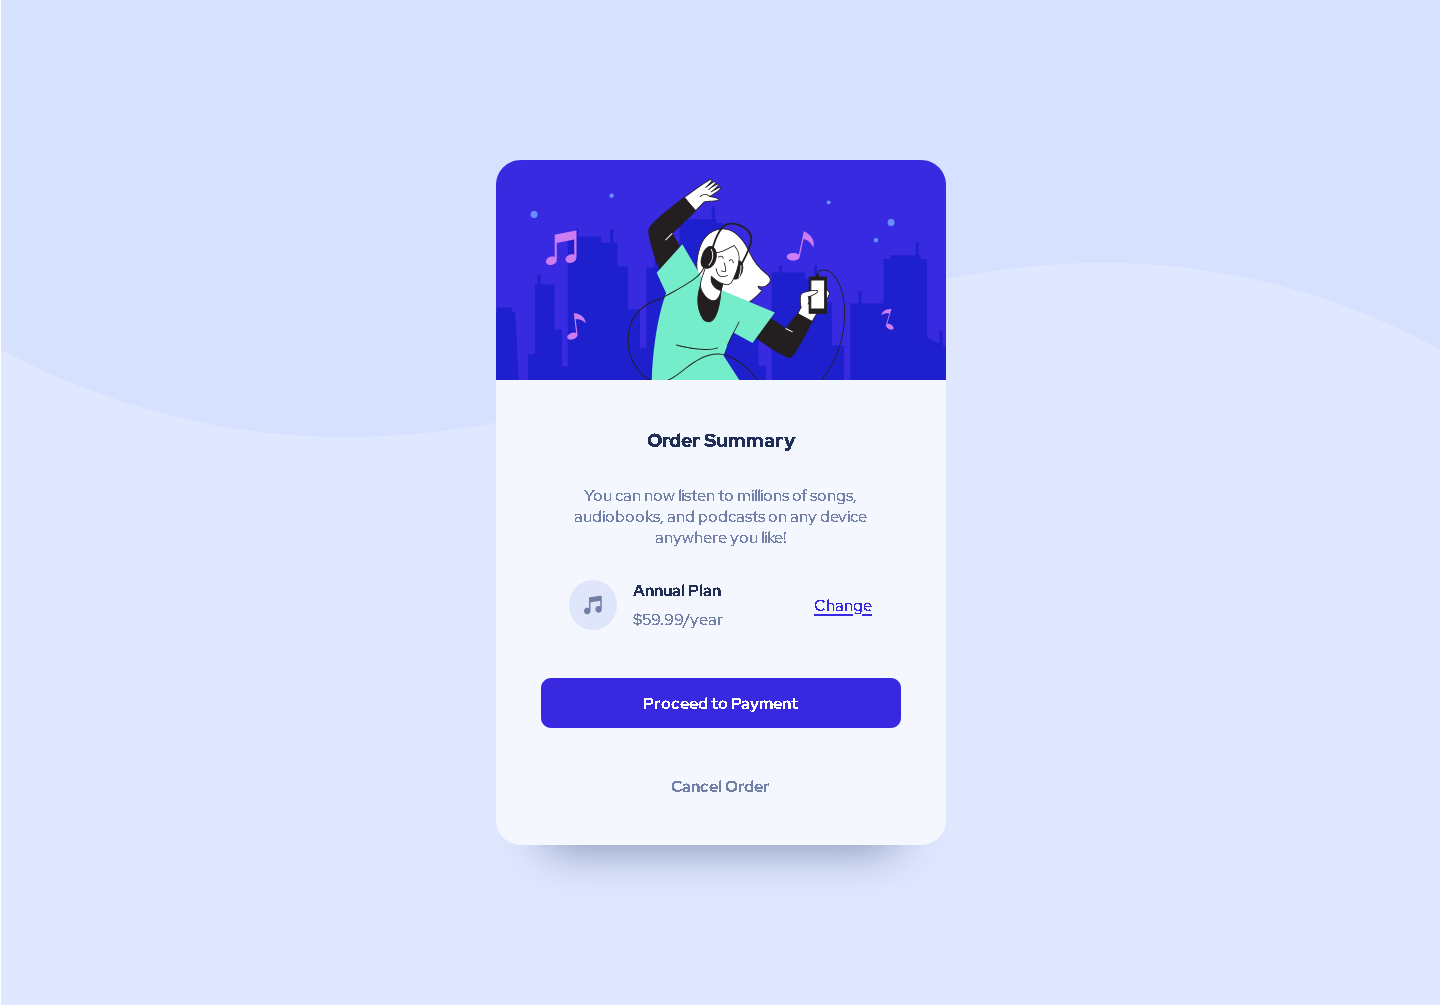 Order Summary
You can now listen to millions of songs,
audiobooks, and podcasts on any device
anywhere you like!
Annual Plan
$59.99/year
Change
Proceed to Payment
Cancel Order